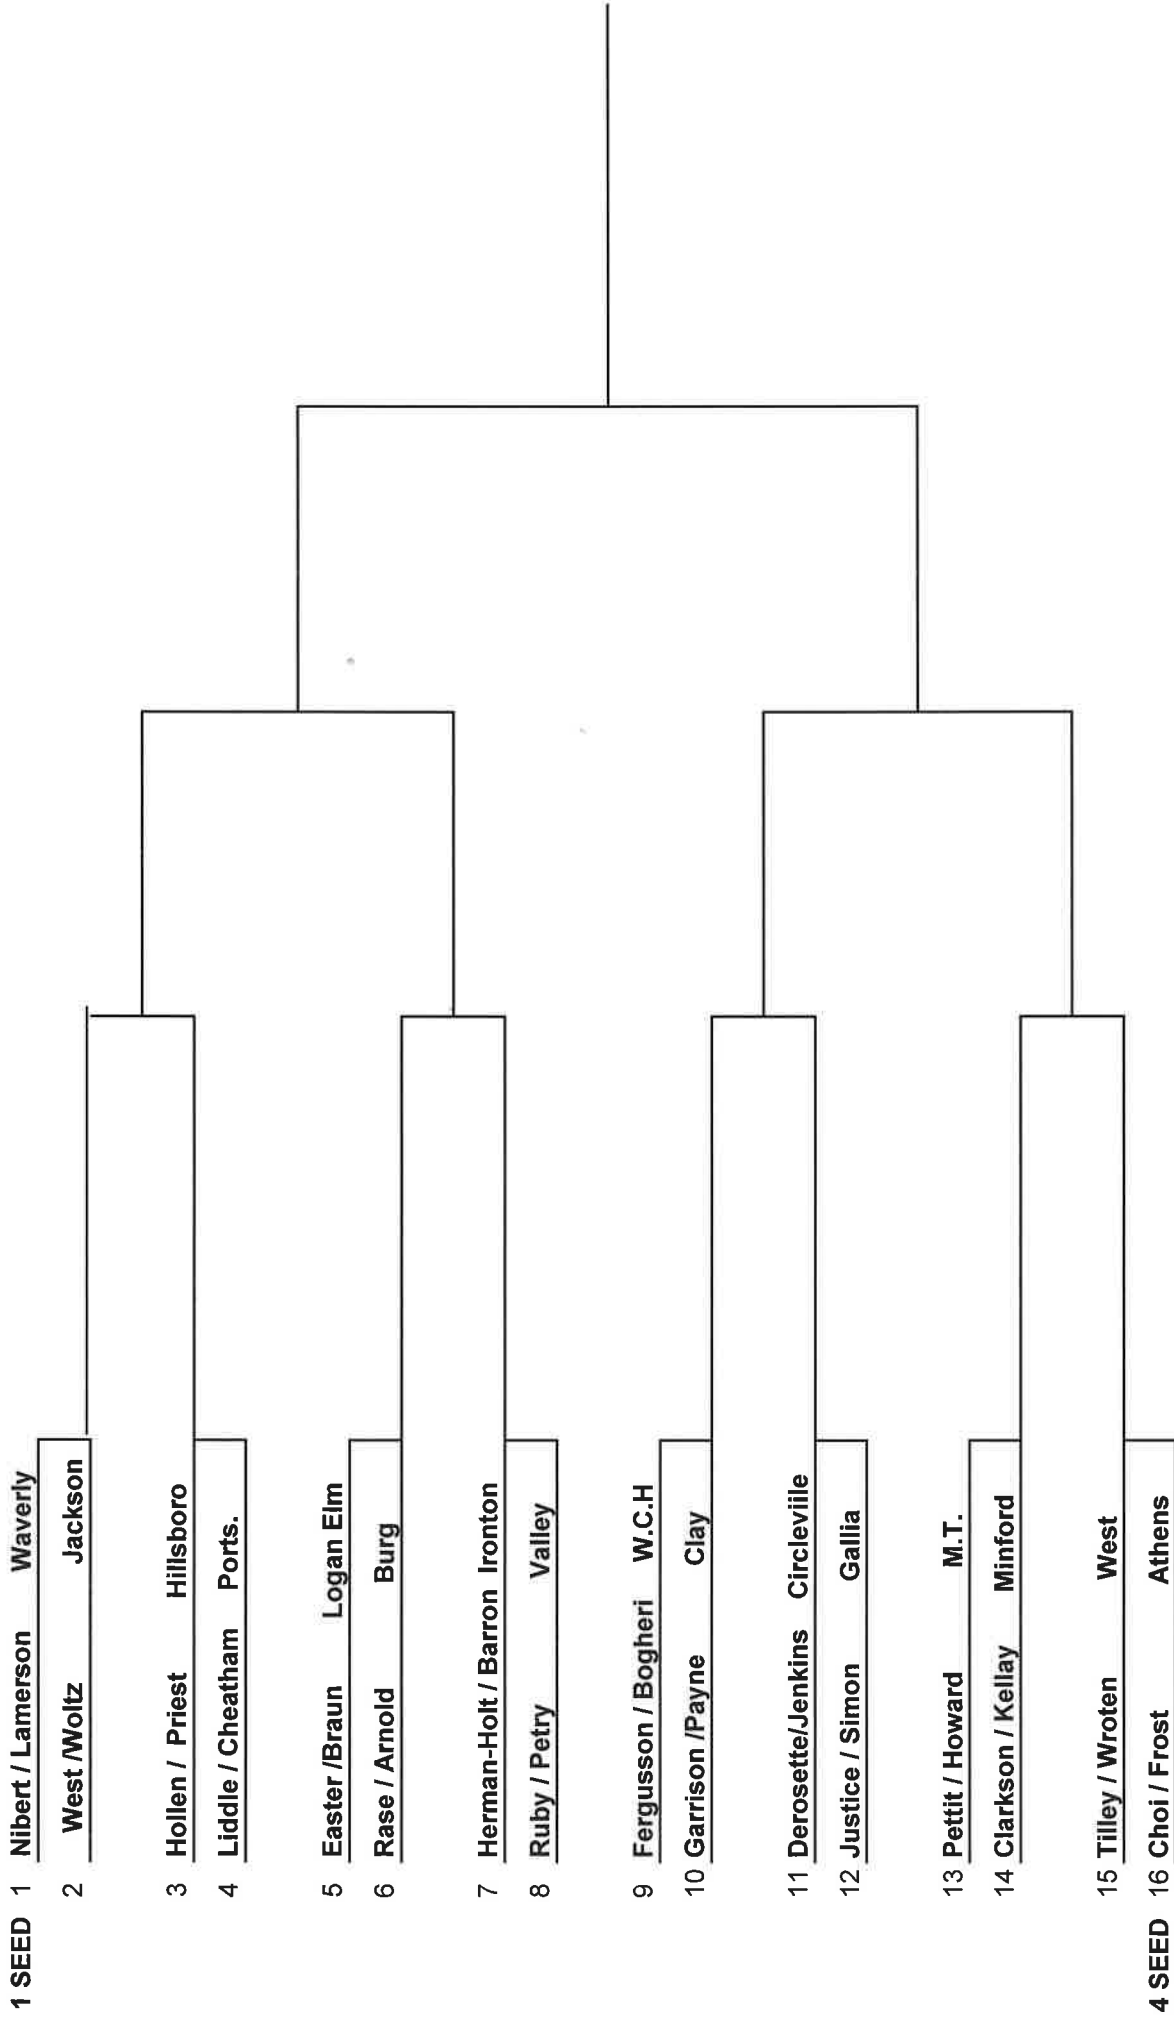 1 SEED 1 Nibert / Lamerson Waverly
2 West /Woltz Jackson
3 Hollen / Priest Hillsboro
4 Liddle / Cheatham Ports.
5 Easter /Braun Logan Elm
6 Rase / Arnold Burg
7 Herman-Holt / Barron Ironton
8 Ruby / Petry Valley
9 Fergusson / Bogheri W.C.H
10 Garrison /Payne Clay
11 Derosette/Jenkins Circleviile
12 Justice / Simon Gallia
13 Pettit / Howard M.T.
14 Clarkson / Kellay Minford
15 Tilley / Wroten West
4 SEED 16 Choi / Frost Athens